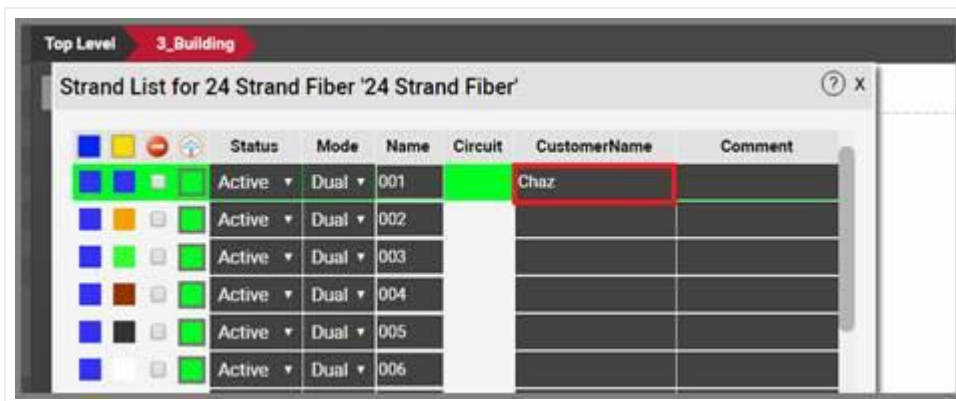 Top Level 3_Building
Strand List for 24 Strand Fiber '24 Strand Fiber' ? x
Status Mode Name Circuit CustomerName Comment
Active Dual 001 Chaz
Active Dual 002
Active Dual 003
Active Dual 004
Active Dual 005
Active Dual 006